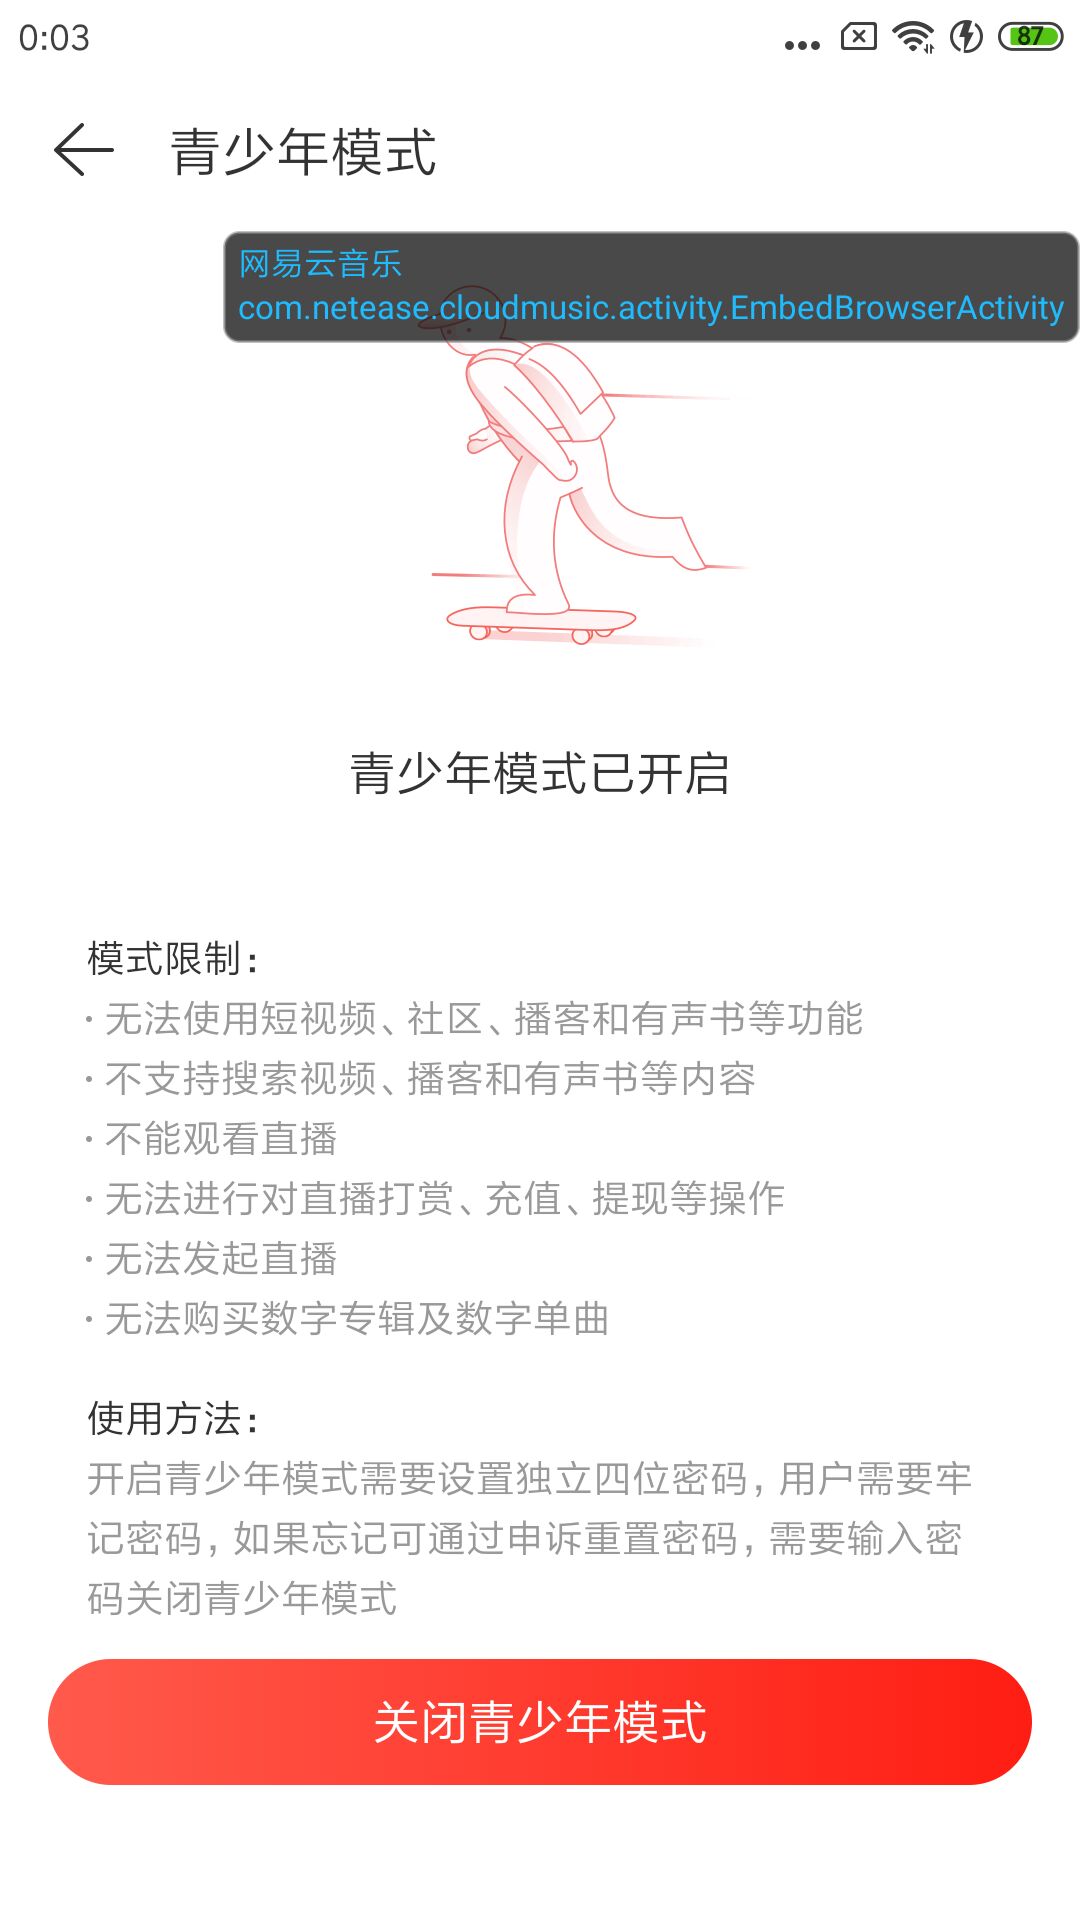 0:03
87
青少年模式
网易云音乐
com.netease.cloudmusic.activity.EmbedBrowserActivity
青少年模式已开启
模式限制：
· 无法使用短视频、社区、播客和有声书等功能
· 不支持搜索视频、播客和有声书等内容
· 不能观看直播
· 无法进行对直播打赏、充值、提现等操作
· 无法发起直播
· 无法购买数字专辑及数字单曲
使用方法：
开启青少年模式需要设置独立四位密码，用户需要牢
记密码，如果忘记可通过申诉重置密码，需要输入密
码关闭青少年模式
关闭青少年模式